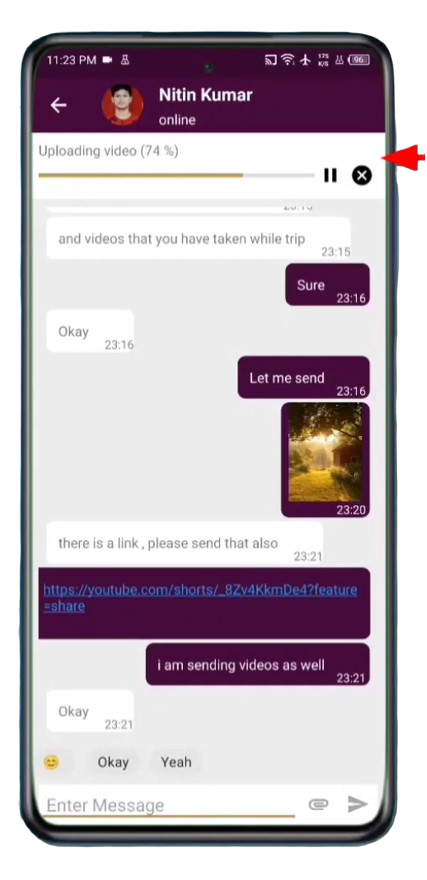 11:23 PM
175
K/S
96
Nitin Kumar
online
Uploading video (74 %)
and videos that you have taken while trip
23:15
Sure
23:16
Okay
23:16
Let me send
23:16
23:20
there is a link , please send that also
23:21
https://youtube.com/shorts/_8Zv4KkmDe4?feature
=share
i am sending videos as well
23:21
Okay
23:21
Okay Yeah
Enter Message